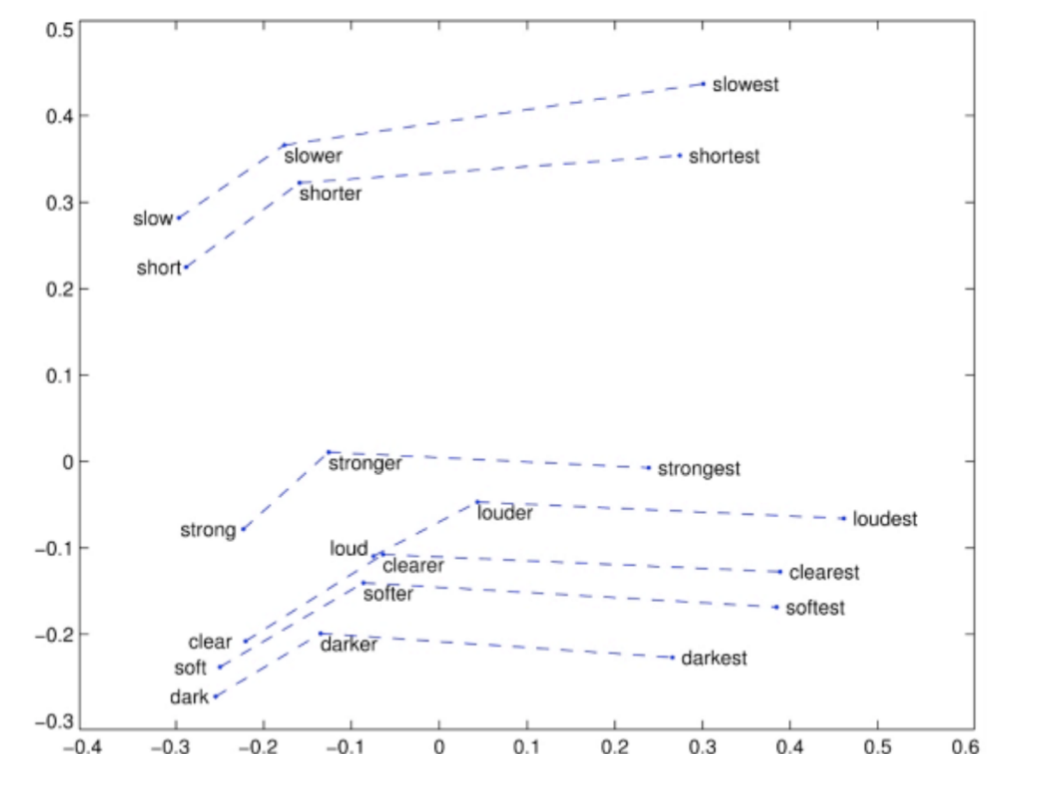 0.5
slowest
0.4
slower
shortest
shorter
0.3
slow
short
0.2
0.1
0
stronger
strongest
strong
louder
loudest
−0.1
loud
clearer
clearest
softer
softest
−0.2
clear
darker
darkest
soft
dark
−0.3
−0.4 −0.3 −0.2 −0.1 0 0.1 0.2 0.3 0.4 0.5 0.6